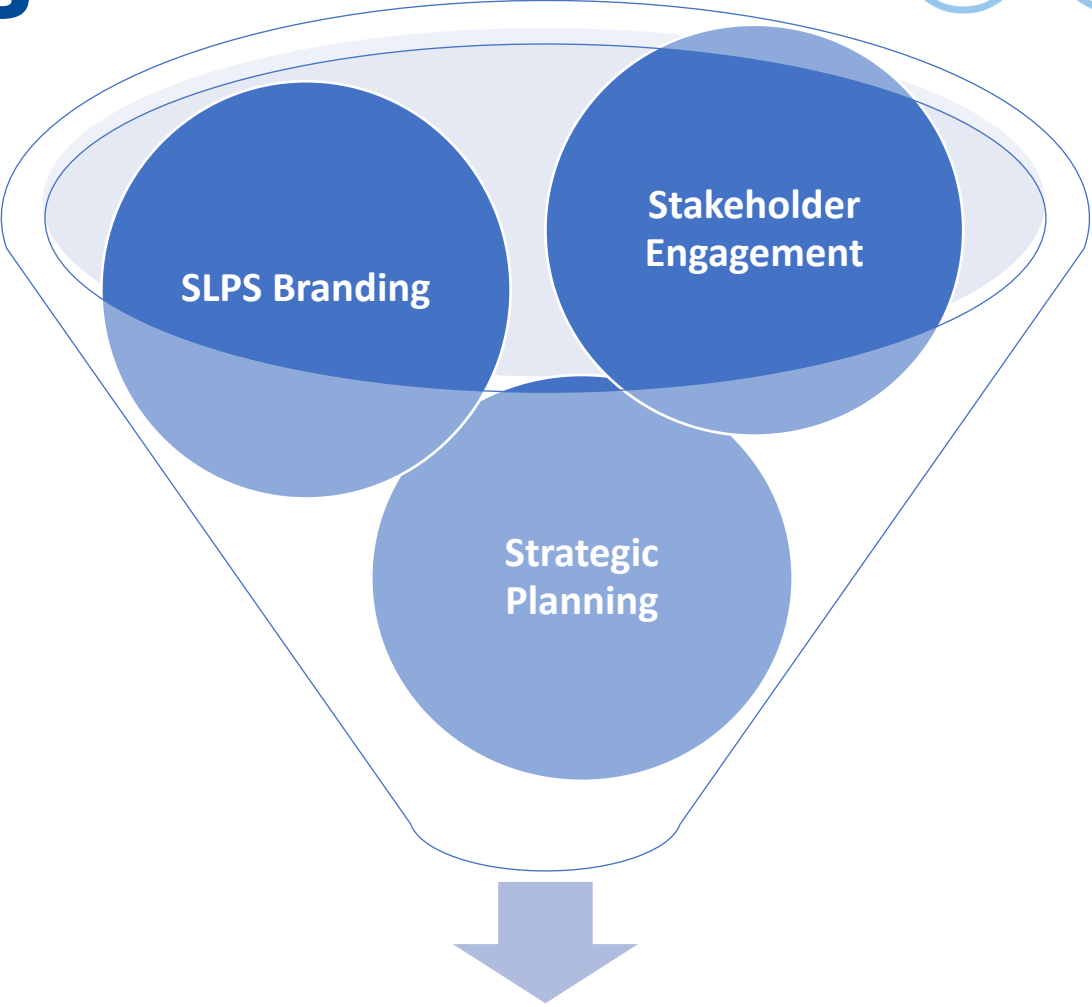 Stakeholder
Engagement
SLPS Branding
Strategic
Planning